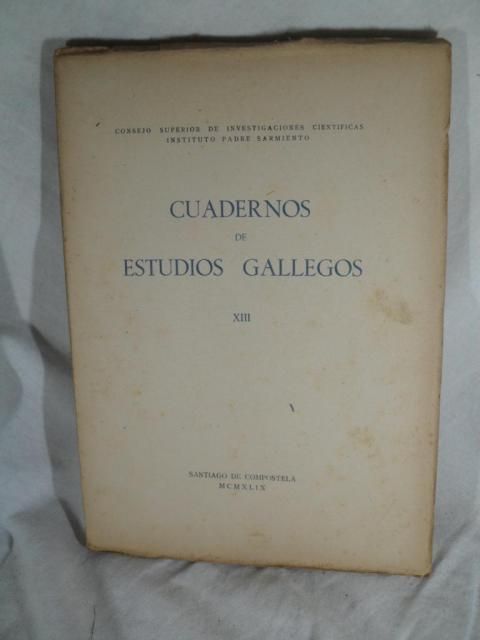 CONSEJO SUPERIOR DE INVESTIGACIONES CIENTIFICAS
INSTITUTO PADRE SARMIENTO
CUADERNOS
DE
ESTUDIOS GALLEGOS
XIII
SANTIAGO DE COMPOSTELA
MCMXLIX